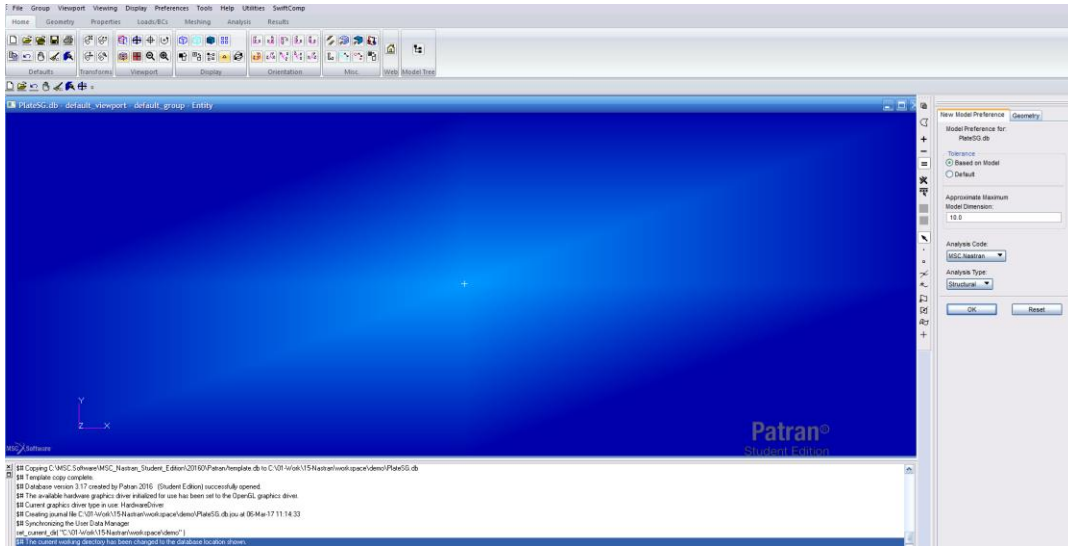 File Group Viewport Viewing Display Preferences Tools Help Utilities SwiftComp
Home Geometry Properties Loads/BCs Meshing Analysis Results
Defaults Transforms Viewport Display Orientation Misc. Web Model Tree
PlateSG.db - default_viewport - default_group - Entity
Y
Z X
MSC Software
Patran®
Student Edition
New Model Preference Geometry
Model Preference for:
PlateSG.db
Tolerance
Based on Model
Default
Approximate Maximum
Model Dimension:
10.0
Analysis Code:
MSC.Nastran
Analysis Type:
Structural
OK Reset
$# Copying C:\MSC.Software\MSC_Nastran_Student_Edition\20160\Patran/template.db to C:\01-Work\15-Nastran\workspace\demo\PlateSG.db
$# Template copy complete.
$# Database version 3.17 created by Patran 2016 (Student Edition) successfully opened.
$# The available hardware graphics driver initialized for use has been set to the OpenGL graphics driver.
$# Current graphics driver type in use: HardwareDriver
$# Creating journal file C:\01-Work\15-Nastran\workspace\demo\PlateSG.db.jou at 06-Mar-17 11:14:33
$# Synchronizing the User Data Manager
set_current_dir( "C:\01-Work\15-Nastran\workspace\demo" )
$# The current working directory has been changed to the database location shown.